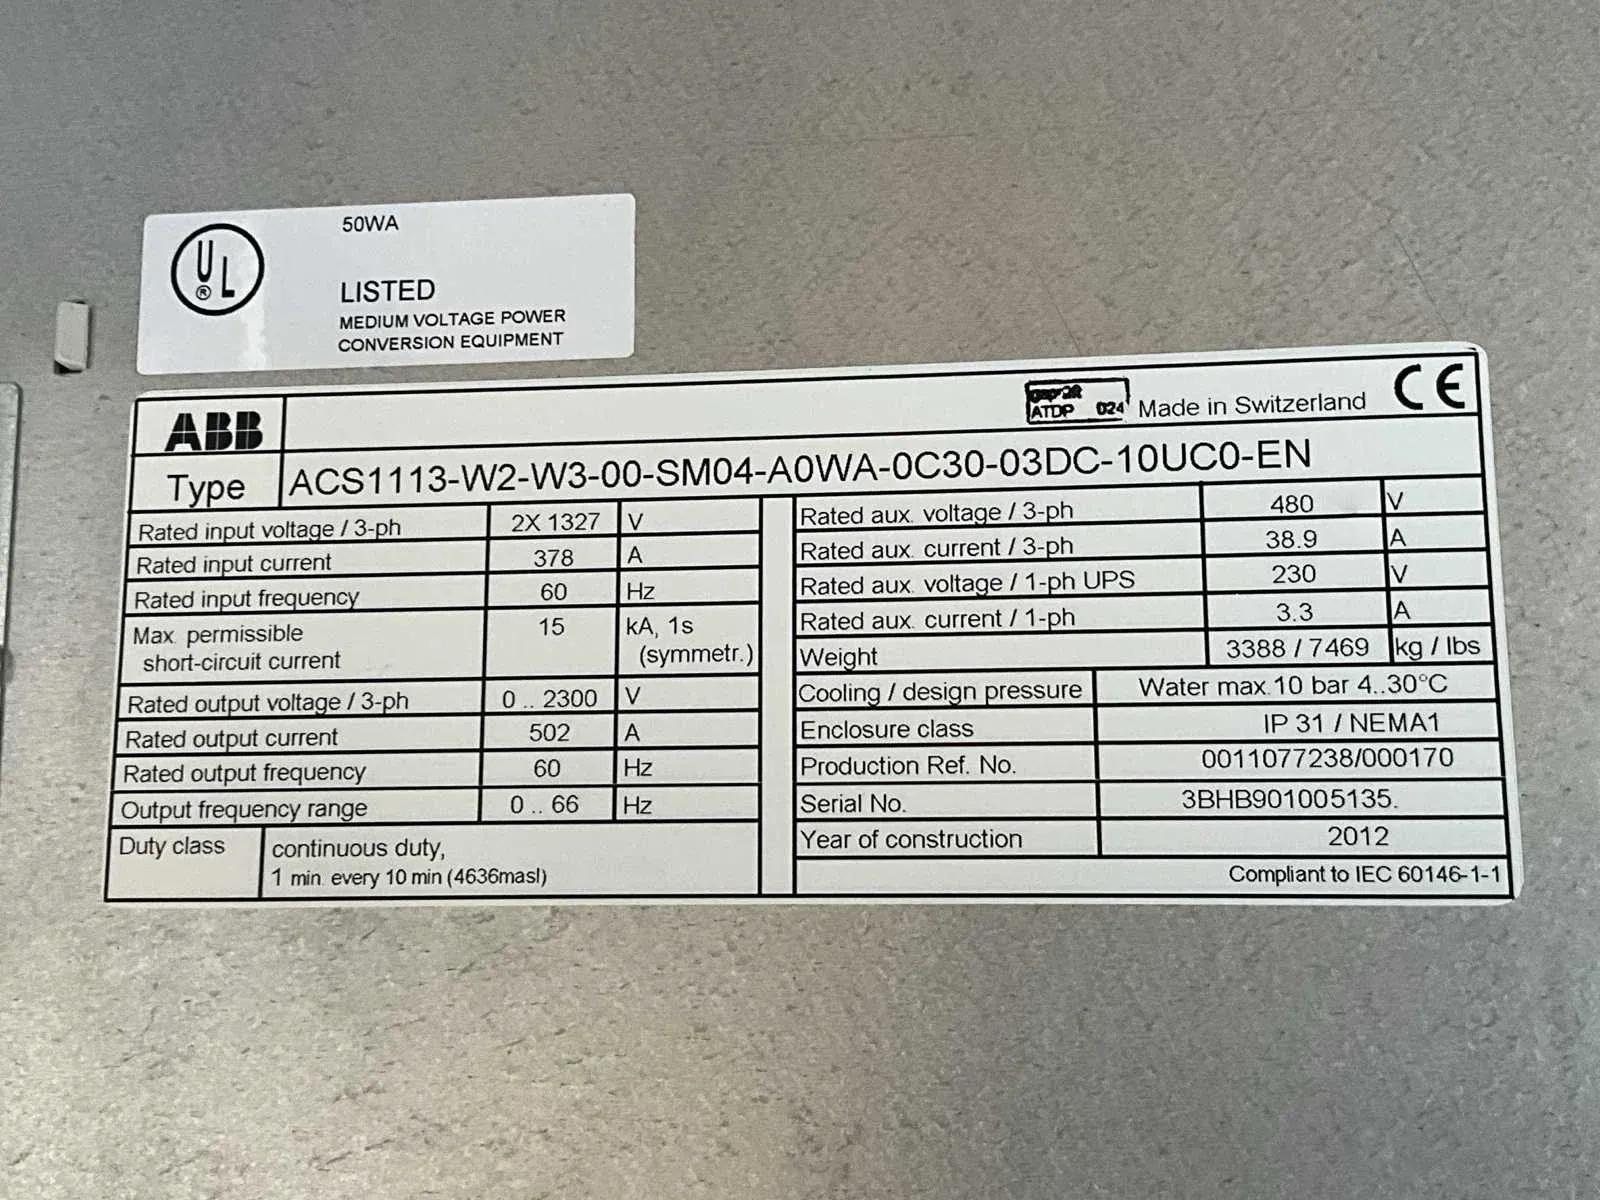 50WA
UL
®
LISTED
MEDIUM VOLTAGE POWER
CONVERSION EQUIPMENT
ABB
geprüft
ATDP 024
Made in Switzerland
CE
Type ACS1113-W2-W3-00-SM04-A0WA-0C30-03DC-10UC0-EN
Rated input voltage / 3-ph 2X 1327 V
Rated input current 378 A
Rated input frequency 60 Hz
Max. permissible 15 kA, 1s
short-circuit current (symmetr.)
Rated output voltage / 3-ph 0 .. 2300 V
Rated output current 502 A
Rated output frequency 60 Hz
Output frequency range 0 .. 66 Hz
Duty class continuous duty,
1 min. every 10 min (4636masl)
Rated aux. voltage / 3-ph 480 V
Rated aux. current / 3-ph 38.9 A
Rated aux. voltage / 1-ph UPS 230 V
Rated aux. current / 1-ph 3.3 A
Weight 3388 / 7469 kg / lbs
Cooling / design pressure Water max.10 bar 4..30°C
Enclosure class IP 31 / NEMA1
Production Ref. No. 0011077238/000170
Serial No. 3BHB901005135.
Year of construction 2012
Compliant to IEC 60146-1-1